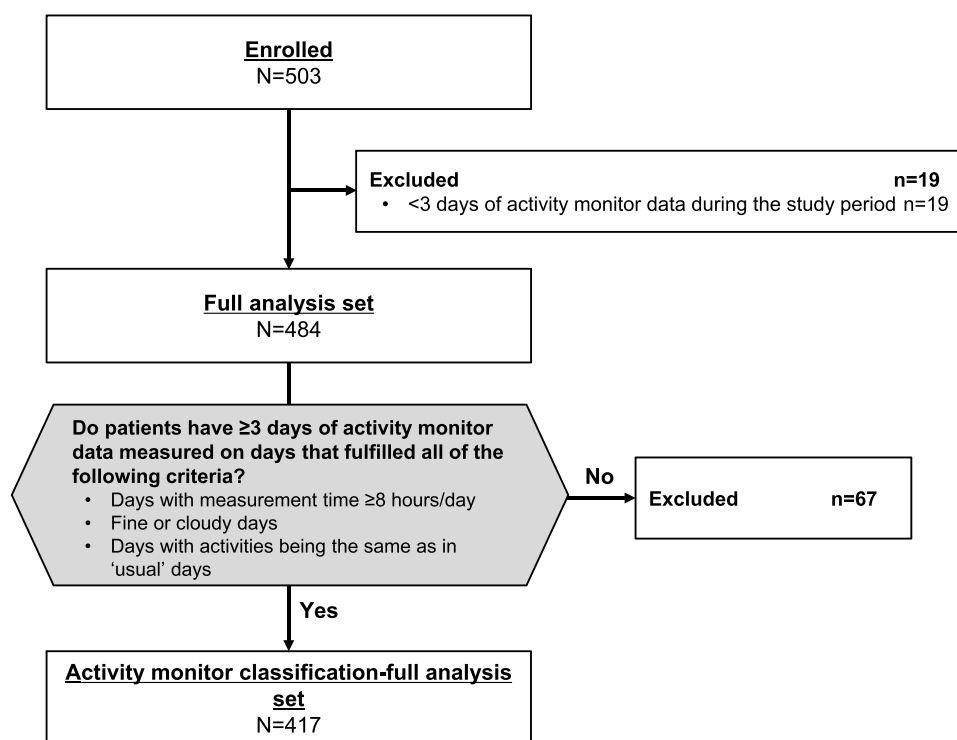 Enrolled
N=503
Excluded n=19
• <3 days of activity monitor data during the study period n=19
Full analysis set
N=484
Do patients have ≥3 days of activity monitor
data measured on days that fulfilled all of the
following criteria?
• Days with measurement time ≥8 hours/day
• Fine or cloudy days
• Days with activities being the same as in
'usual' days
No
Excluded n=67
Yes
Activity monitor classification-full analysis
set
N=417